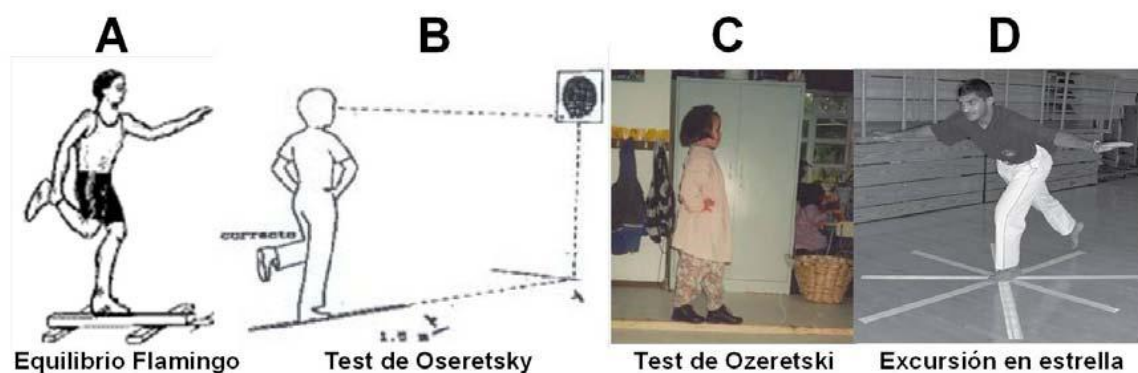 A
B
C
D
correcto
1.5 m
Equilibrio Flamingo
Test de Oseretsky
Test de Ozeretski
Excursión en estrella